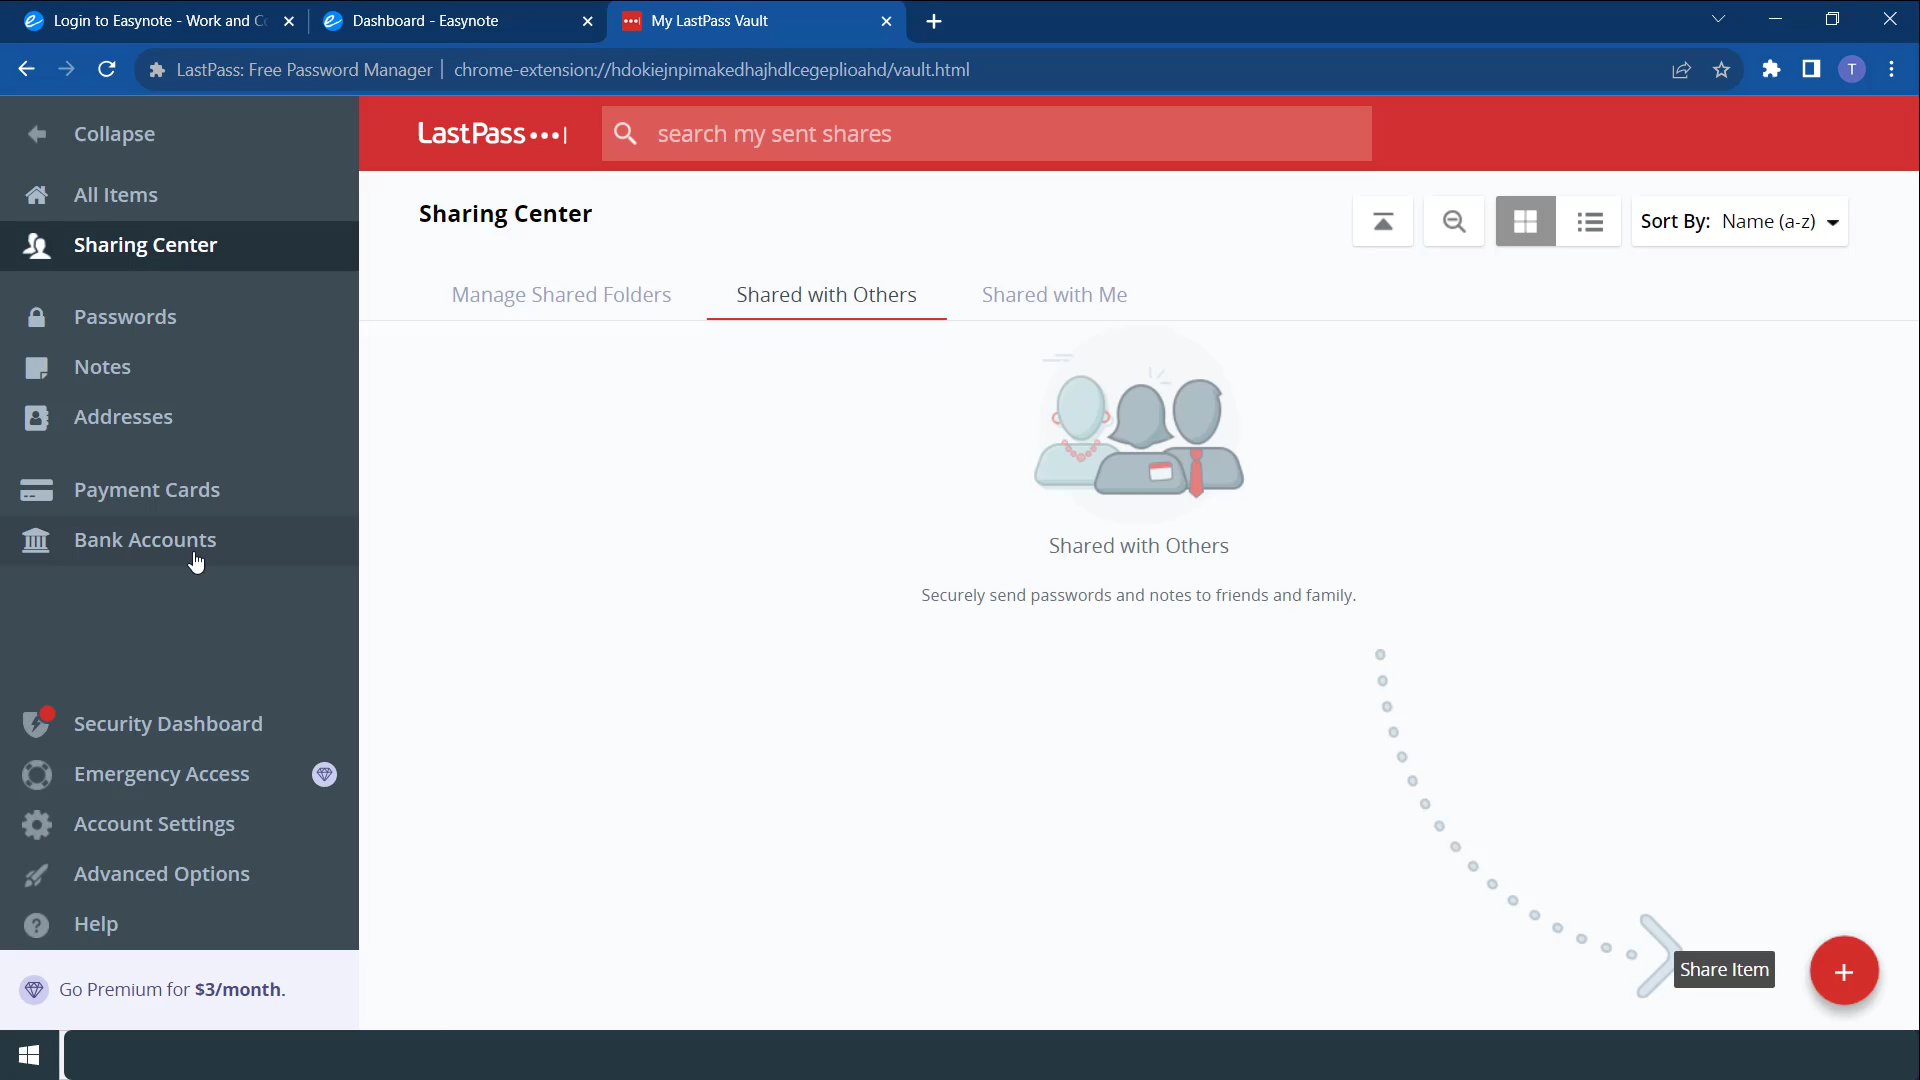 Login to Easynote - Work and Co
Dashboard - Easynote
My LastPass Vault
LastPass: Free Password Manager | chrome-extension://hdokiejnpimakedhajhdlcegeplioahd/vault.html
T
Collapse
LastPass
search my sent shares
All Items
Sharing Center
Sharing Center
Sort By: Name (a-z)
Manage Shared Folders
Shared with Others
Shared with Me
Passwords
Notes
Addresses
Payment Cards
Bank Accounts
Shared with Others
Securely send passwords and notes to friends and family.
Security Dashboard
Emergency Access
Account Settings
Advanced Options
Help
Share Item
Go Premium for $3/month.